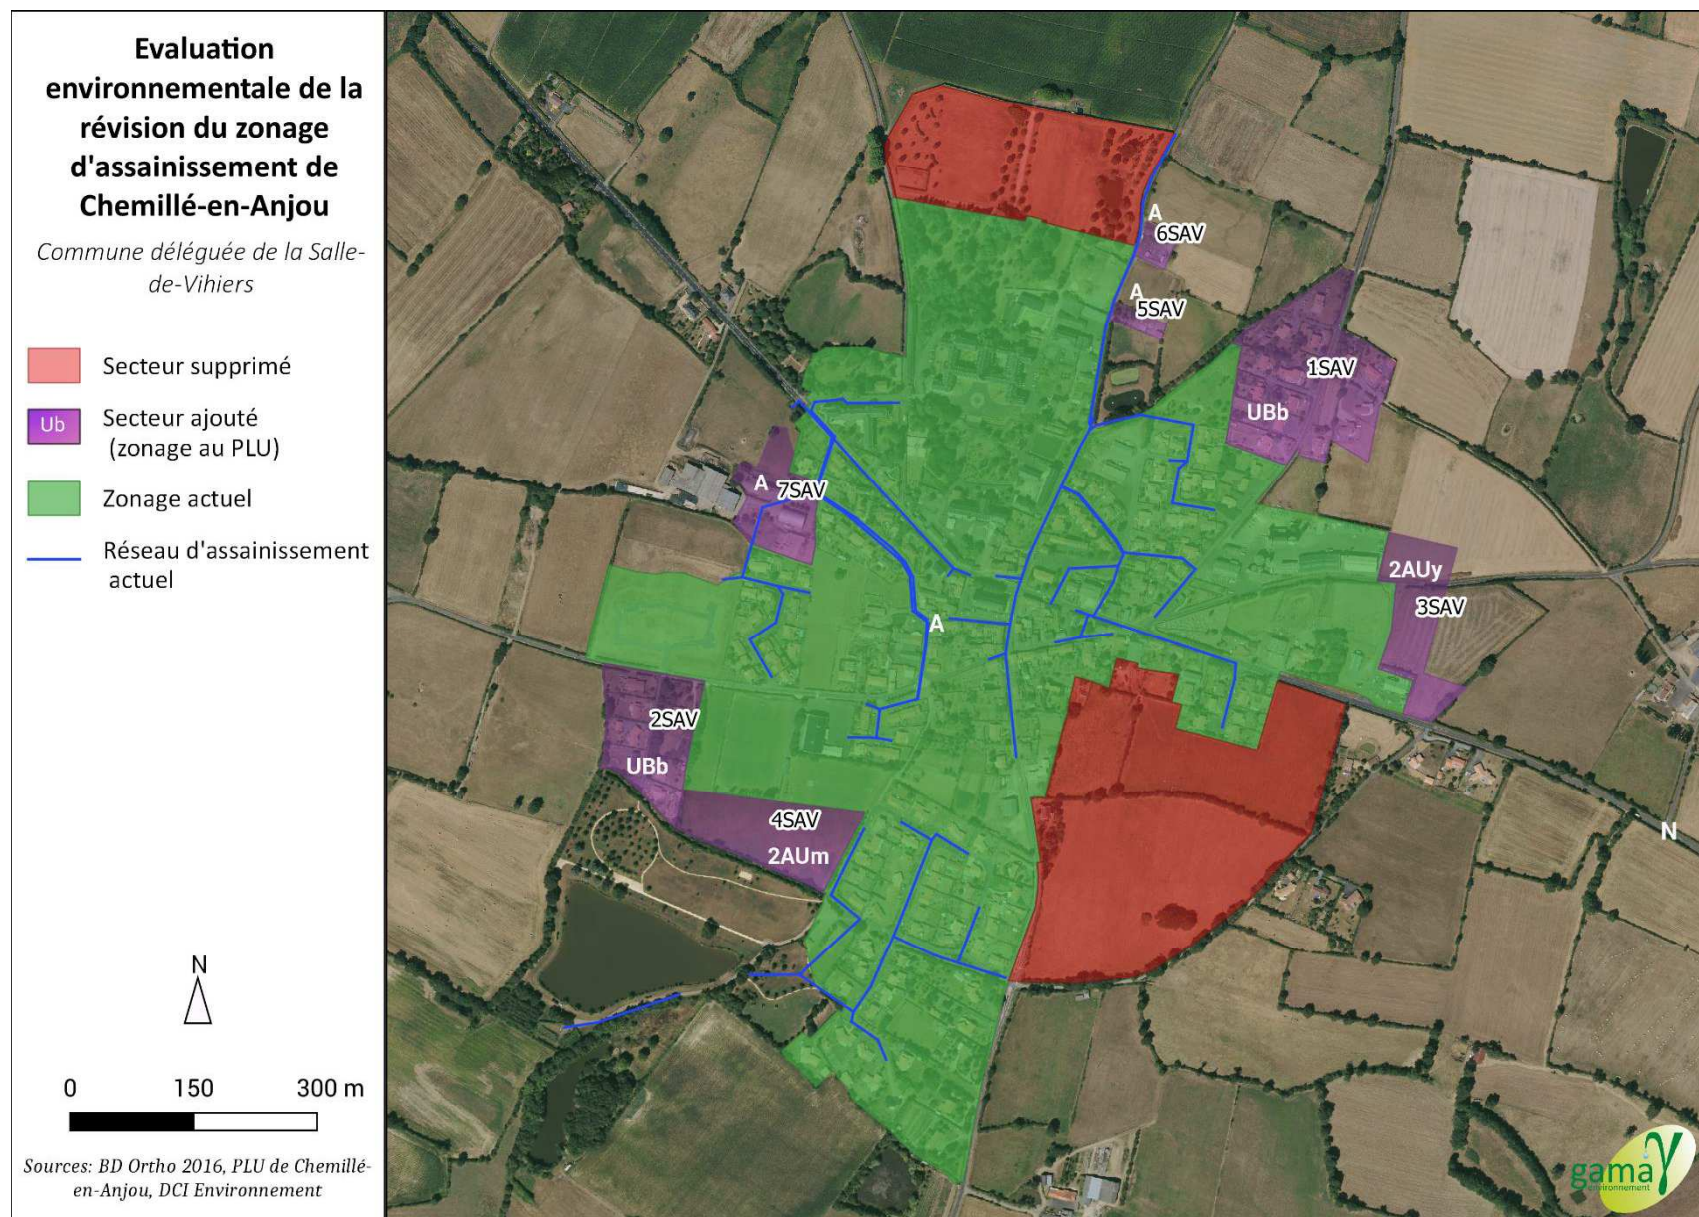 Evaluation
environnementale de la
révision du zonage
d'assainissement de
Chemillé-en-Anjou
Commune déléguée de la Salle-
de-Vihiers
Secteur supprimé
Ub
Secteur ajouté
(zonage au PLU)
Zonage actuel
Réseau d'assainissement
actuel
N
0 150 300 m
Sources: BD Ortho 2016, PLU de Chemillé-
en-Anjou, DCI Environnement
A
6SAV
A
5SAV
1SAV
UBb
A 7SAV
2AUy
3SAV
A
2SAV
UBb
4SAV
2AUm
N
gama
environnement